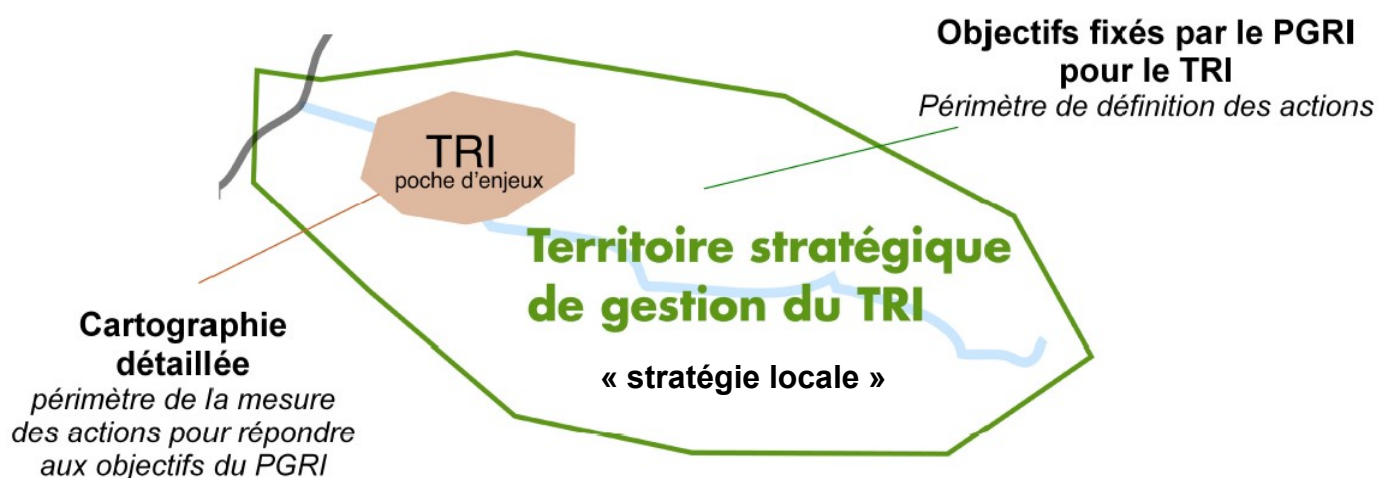 Objectifs fixés par le PGRI
pour le TRI
Périmètre de définition des actions
TRI
poche d'enjeux
Territoire stratégique
de gestion du TRI
« stratégie locale »
Cartographie
détaillée
périmètre de la mesure
des actions pour répondre
aux objectifs du PGRI